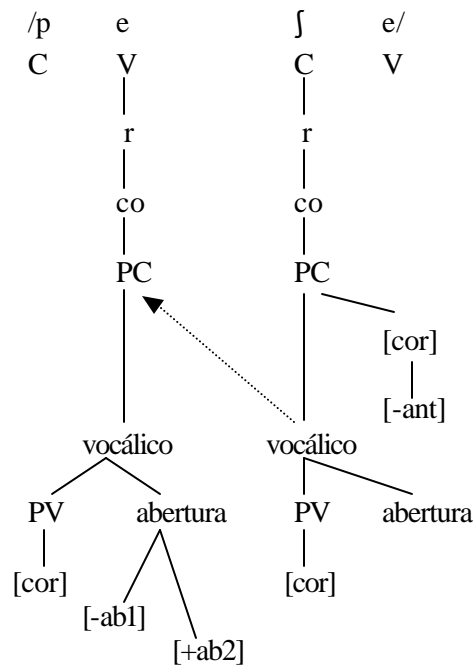 /p e ʃ e/
C V C V
r r
co co
PC PC
[cor]
[-ant]
vocálico vocálico
PV abertura PV abertura
[cor] [cor]
[-ab1]
[+ab2]